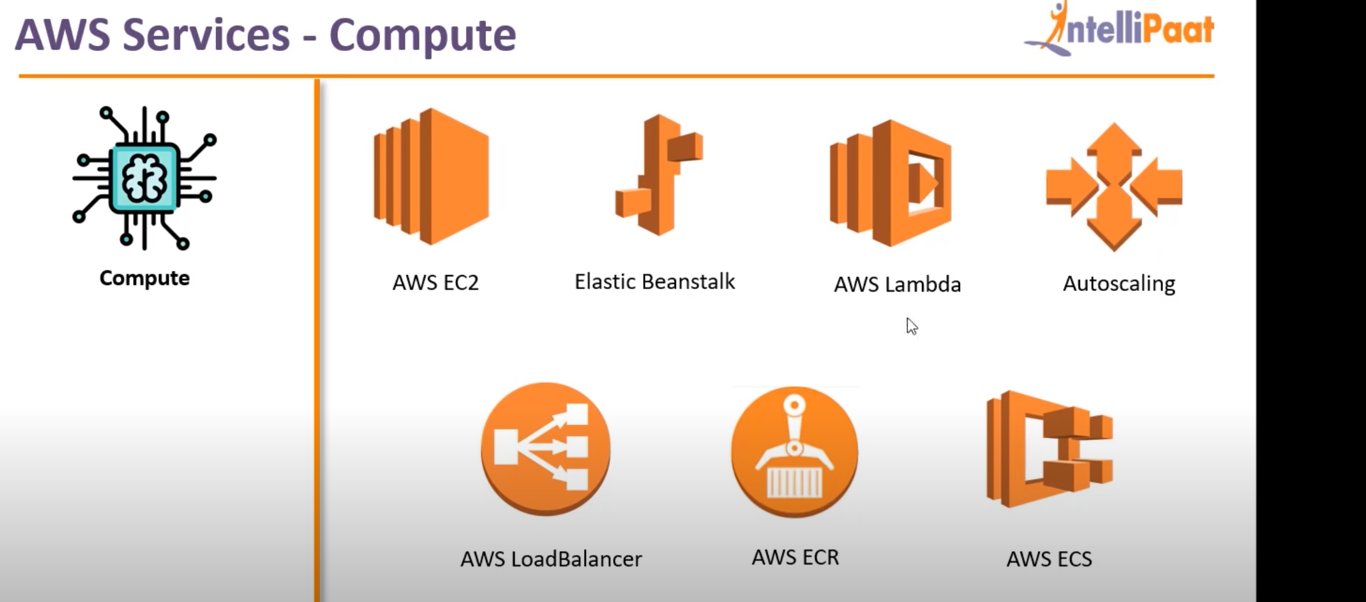 AWS Services - Compute
IntelliPaat
Compute
AWS EC2
Elastic Beanstalk
AWS Lambda
Autoscaling
AWS LoadBalancer
AWS ECR
AWS ECS